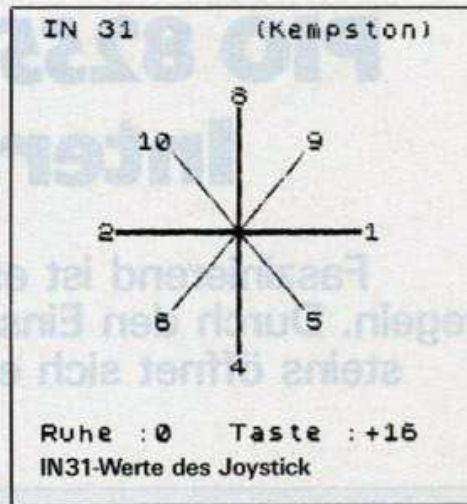 IN 31 (Kempston)
8
10 9
2 1
6 5
4
Ruhe :0 Taste :+16
IN31-Werte des Joystick